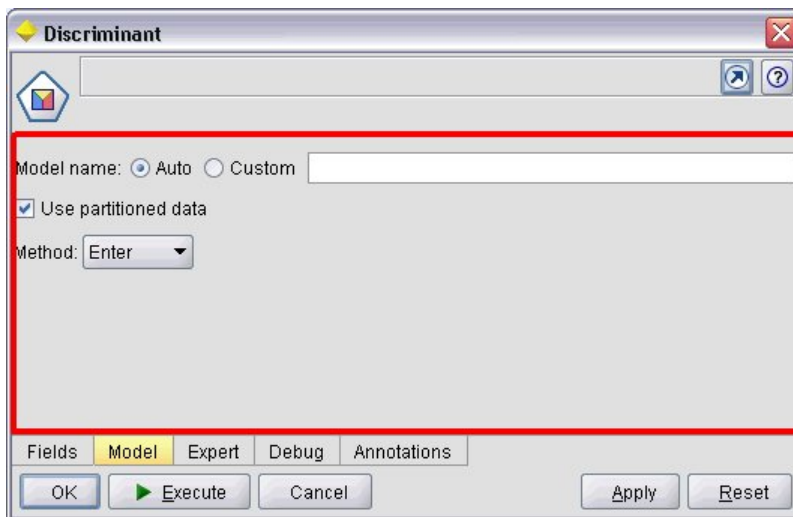 Discriminant
Model name: Auto Custom
Use partitioned data
Method: Enter
Fields Model Expert Debug Annotations
OK Execute Cancel Apply Reset